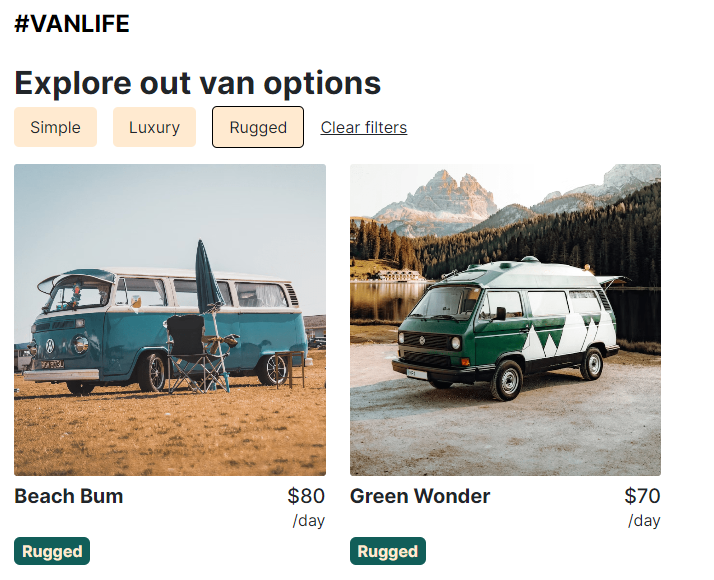 #VANLIFE
Explore out van options
Simple Luxury Rugged Clear filters
Beach Bum $80
/day
Rugged
Green Wonder $70
/day
Rugged